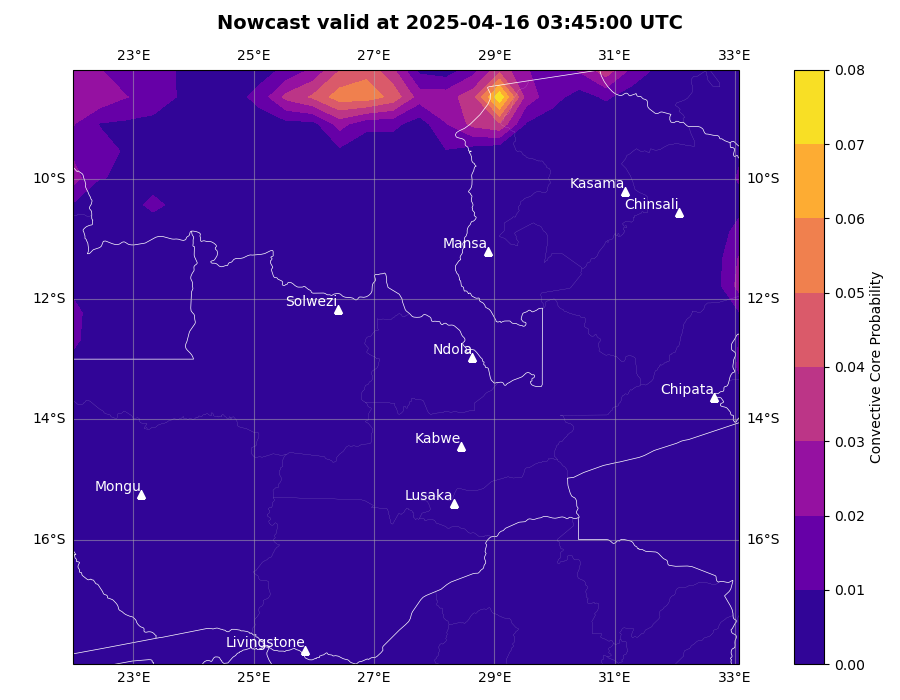 Nowcast valid at 2025-04-16 03:45:00 UTC
23°E 25°E 27°E 29°E 31°E 33°E
0.08
0.07
10°S Kasama 10°S
Chinsali
0.06
Mansa
0.05
12°S Solwezi 12°S
Ndola
0.04
Convective Core Probability
Chipata
14°S 14°S
Kabwe 0.03
Mongu
Lusaka
0.02
16°S 16°S
0.01
Livingstone
0.00
23°E 25°E 27°E 29°E 31°E 33°E